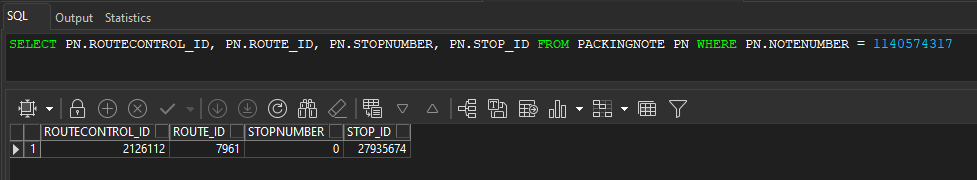 SQL Output Statistics
SELECT PN.ROUTECONTROL_ID, PN.ROUTE_ID, PN.STOPNUMBER, PN.STOP_ID FROM PACKINGNOTE PN WHERE PN.NOTENUMBER = 1140574317
ROUTECONTROL_ID ROUTE_ID STOPNUMBER STOP_ID
1 2126112 7961 0 27935674